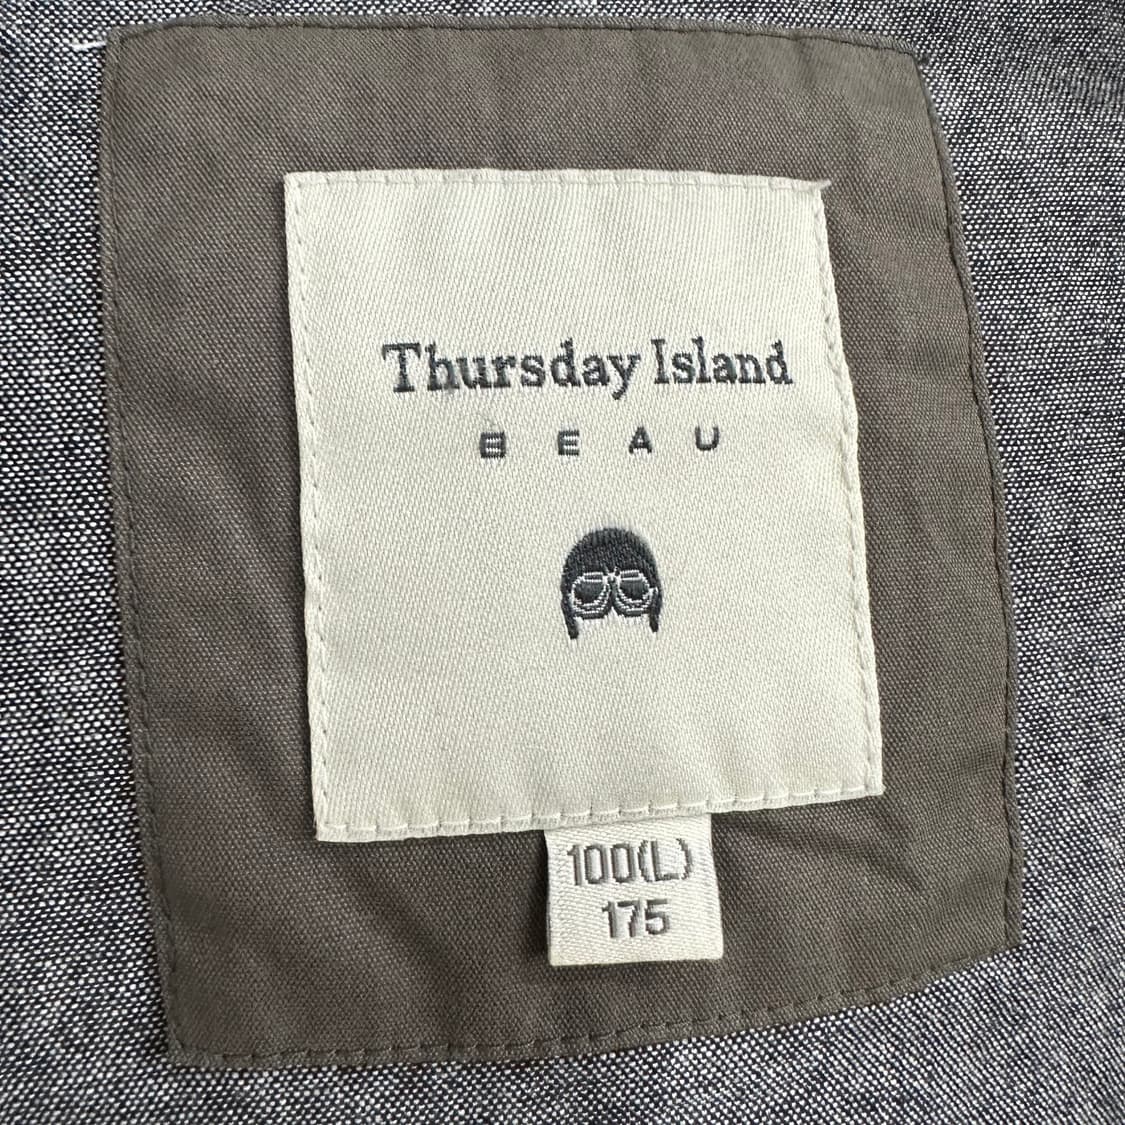 Thursday Island
BEAU
100(L)
175